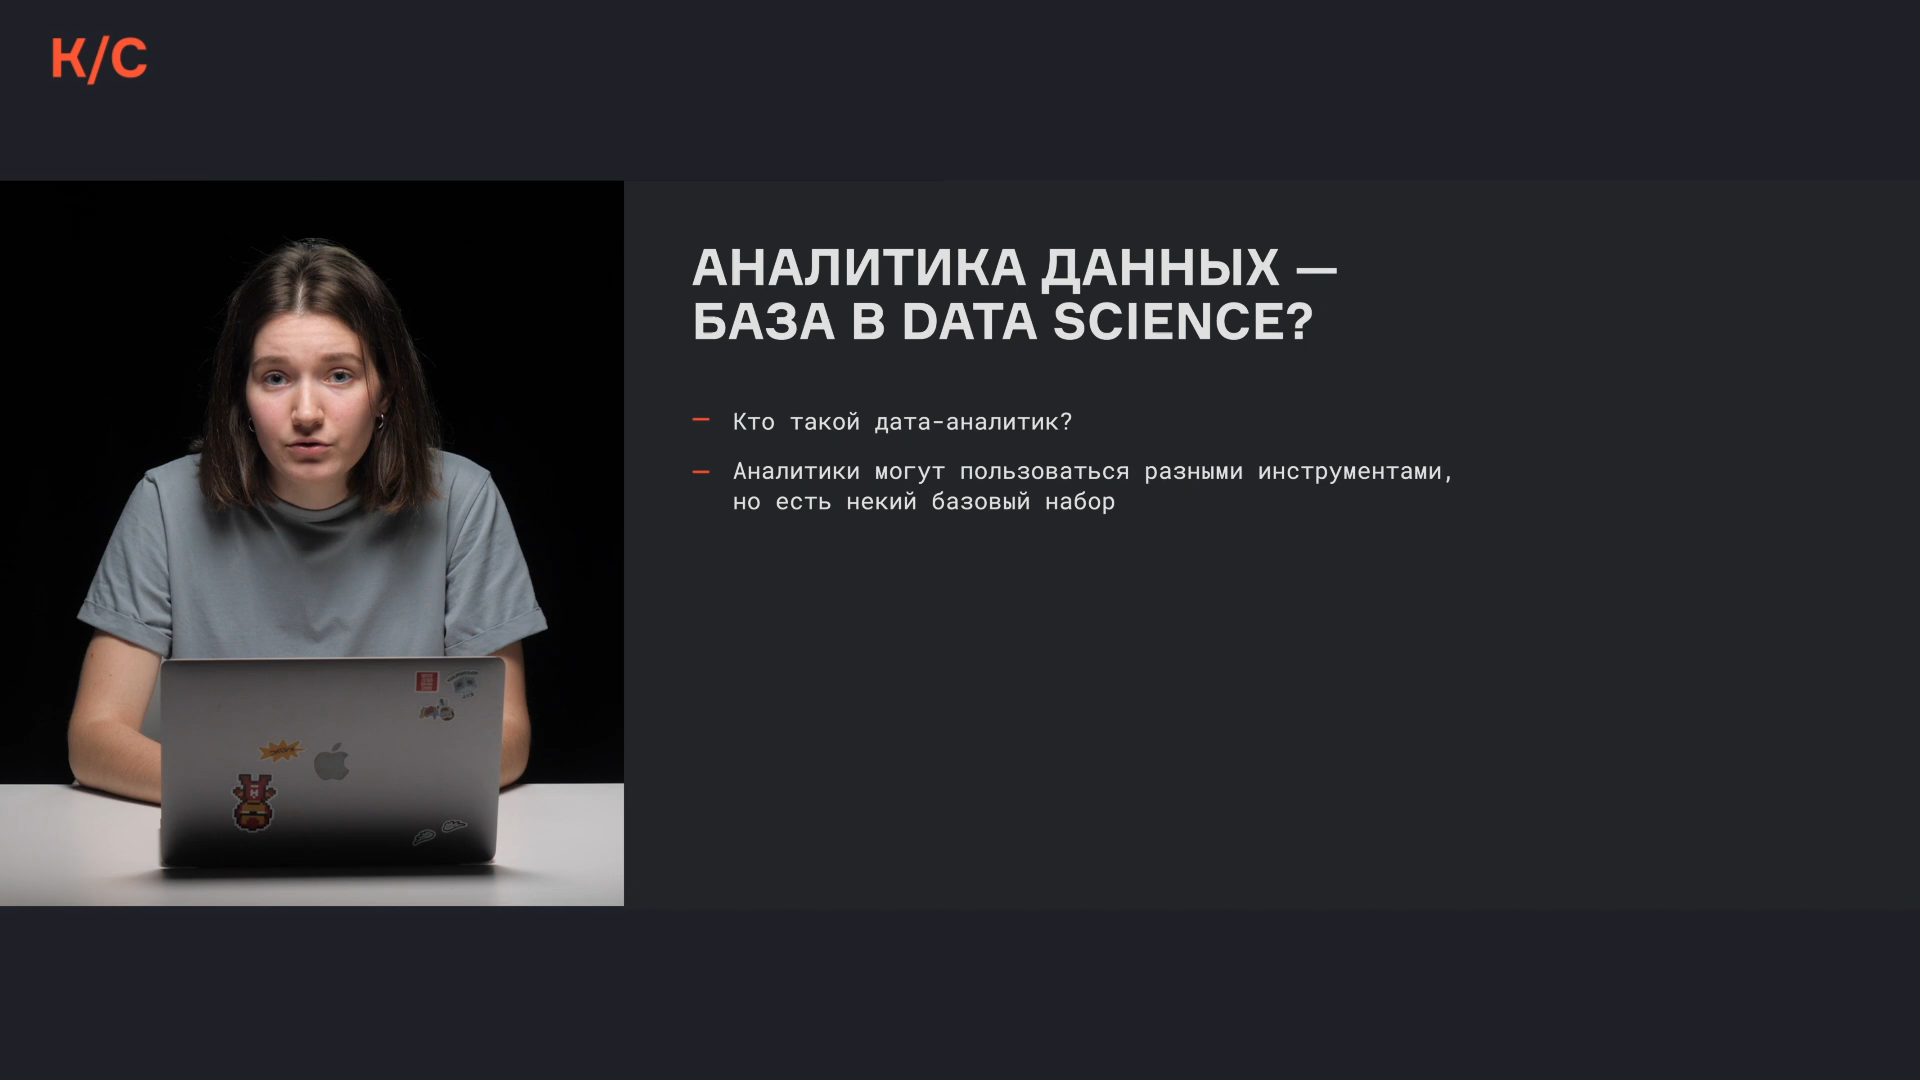 К/С
АНАЛИТИКА ДАННЫХ —
БАЗА В DATA SCIENCE?
— Кто такой дата-аналитик?
— Аналитики могут пользоваться разными инструментами,
но есть некий базовый набор